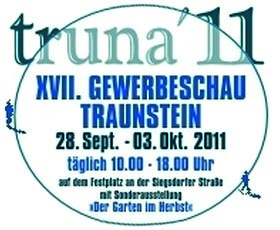 truna'11
XVII. GEWERBESCHAU
TRAUNSTEIN
28. Sept. - 03. Okt. 2011
täglich 10.00 - 18.00 Uhr
auf dem Festplatz an der Siegsdorfer Straße
mit Sonderausstellung
»Der Garten im Herbst«